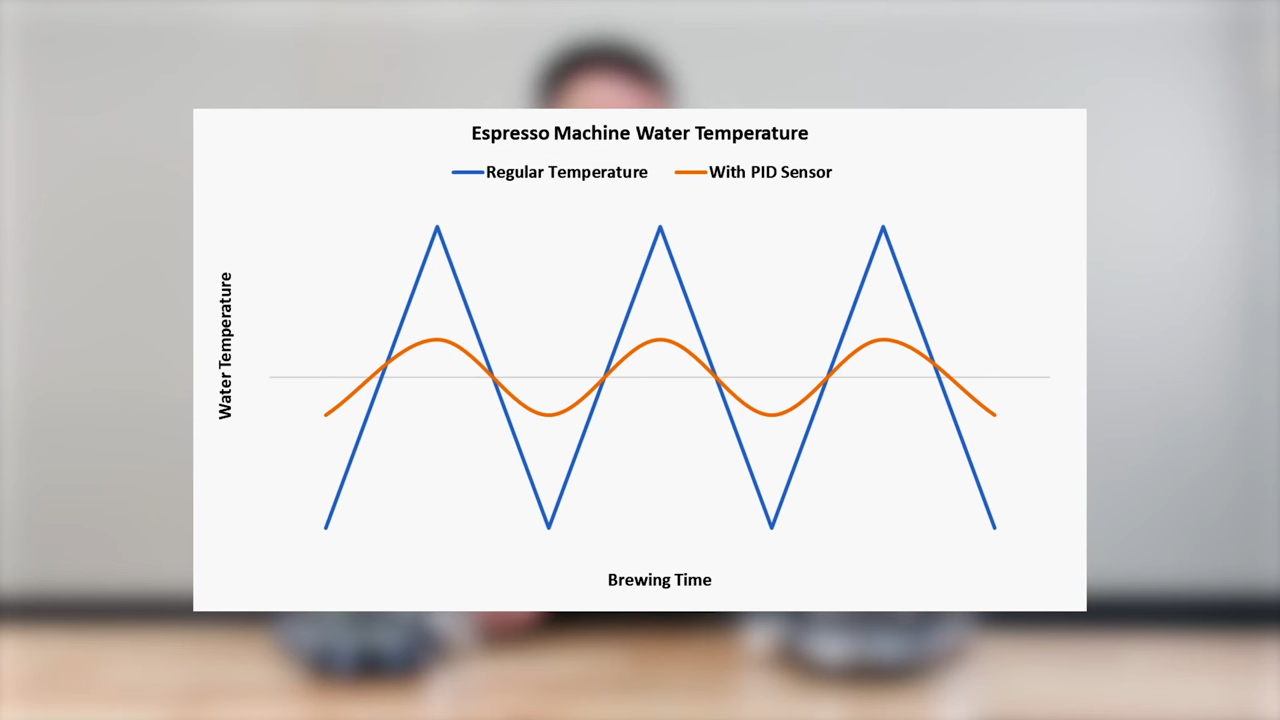 Espresso Machine Water Temperature
Regular Temperature
With PID Sensor
Water Temperature
Brewing Time